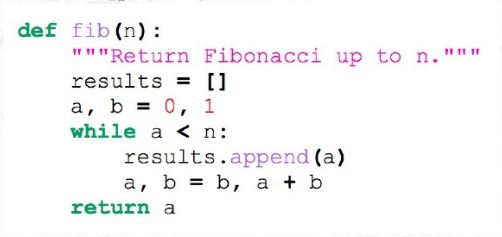 def fib(n):
    """Return Fibonacci up to n."""
    results = []
    a, b = 0, 1
    while a < n:
        results.append(a)
        a, b = b, a + b
    return a